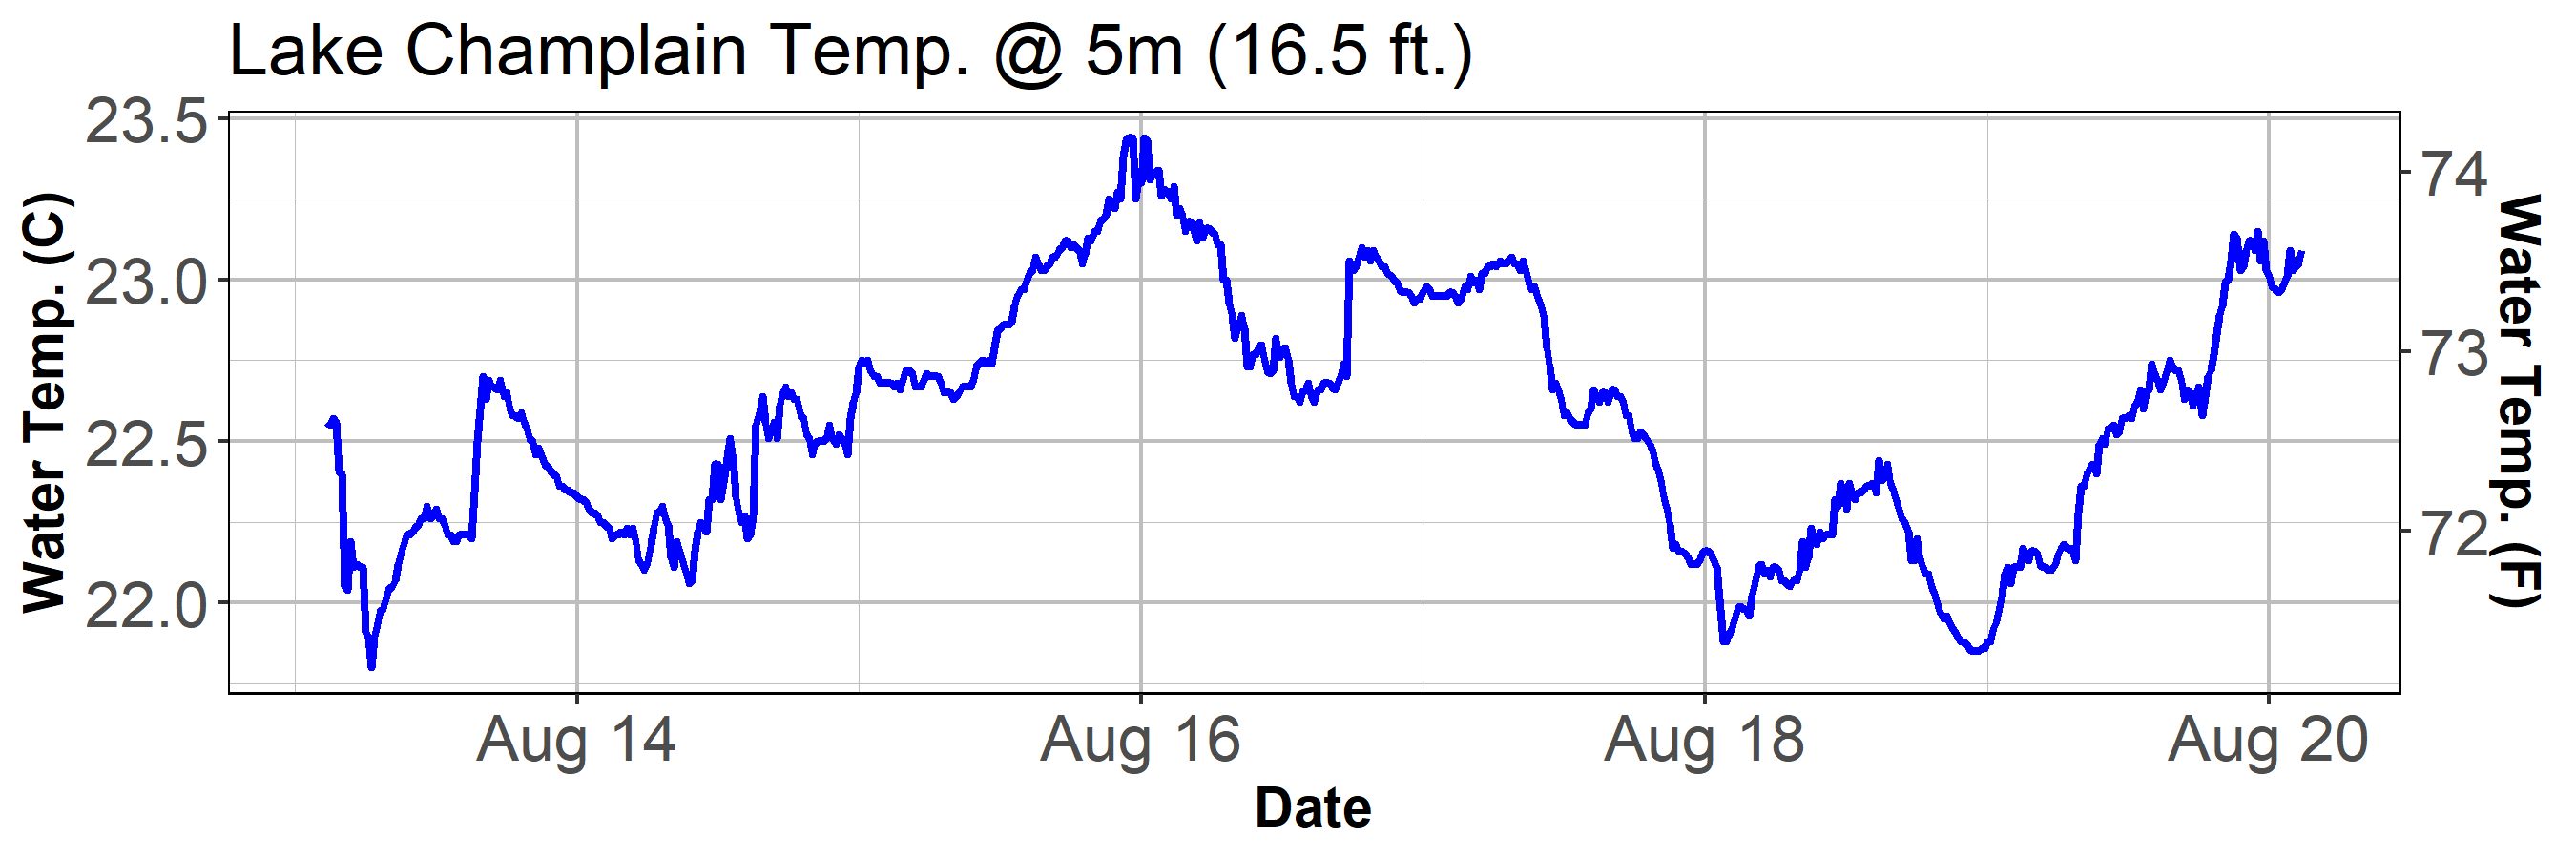 Lake Champlain Temp. @ 5m (16.5 ft.)
Water Temp. (C)
23.5
23.0
22.5
22.0
74
73
72
Water Temp. (F)
Aug 14
Aug 16
Aug 18
Aug 20
Date